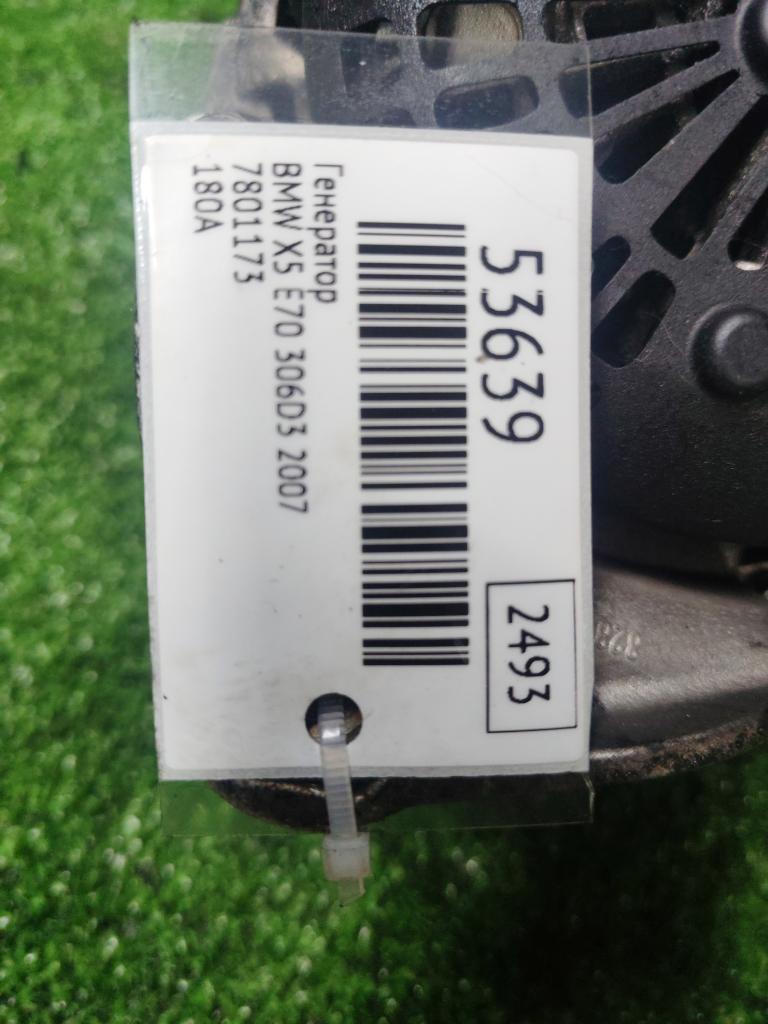 53639
2493
Генератор
BMW X5 E70 306D3 2007
7801173
180A